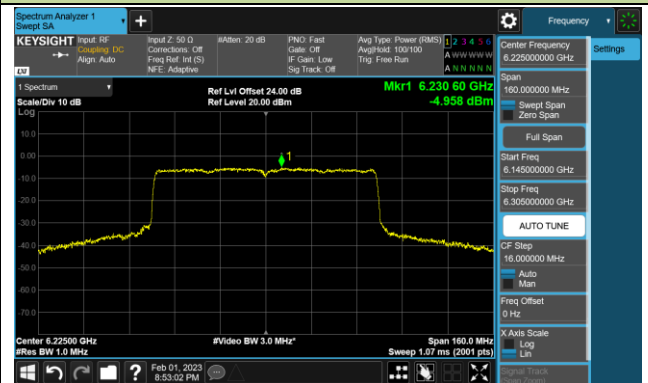 Spectrum Analyzer 1
Swept SA
Frequency
KEYSIGHT
Input: RF
Coupling: DC
Align: Auto
Input Z: 50 Ω
Corrections: Off
Freq Ref: Int (S)
NFE: Adaptive
#Atten: 20 dB
PNO: Fast
Gate: Off
IF Gain: Low
Sig Track: Off
Avg Type: Power (RMS)
Avg|Hold: 100/100
Trig: Free Run
1 2 3 4 5 6
A W W W W W
A N N N N N
LXI
1 Spectrum
Scale/Div 10 dB
Log
Ref Lvl Offset 24.00 dB
Ref Level 20.00 dBm
Mkr1 6.230 60 GHz
-4.958 dBm
10.0
0.00
-10.0
-20.0
-30.0
-40.0
-50.0
-60.0
-70.0
1
Center 6.22500 GHz
#Res BW 1.0 MHz
#Video BW 3.0 MHz*
Span 160.0 MHz
Sweep 1.07 ms (2001 pts)
Feb 01, 2023
8:53:02 PM
Center Frequency
6.225000000 GHz
Settings
Span
160.000000 MHz
Swept Span
Zero Span
Full Span
Start Freq
6.145000000 GHz
Stop Freq
6.305000000 GHz
AUTO TUNE
CF Step
16.000000 MHz
Auto
Man
Freq Offset
0 Hz
X Axis Scale
Log
Lin
Signal Track